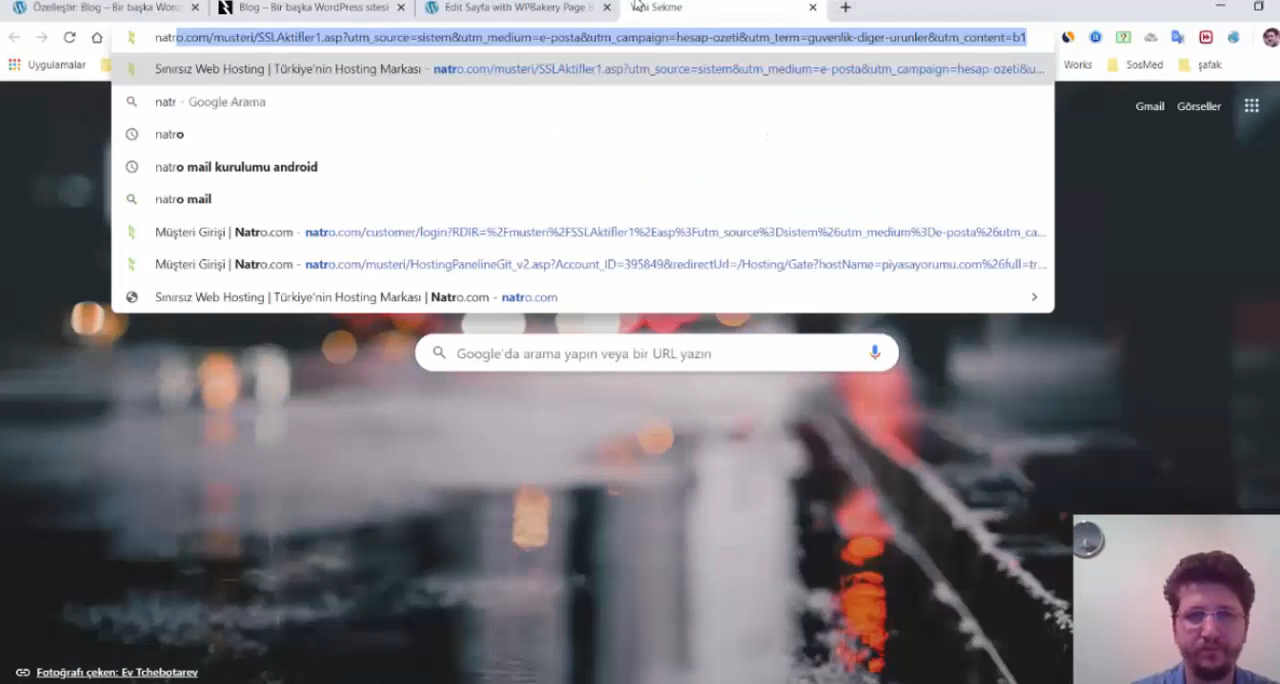 Özelleştir: Blog – Bir başka Word
Blog – Bir başka WordPress sitesi
Edit Sayfa with WPBakery Page B
Sekme
natro.com/musteri/SSLAktifler1.asp?utm_source=sistem&utm_medium=e-posta&utm_campaign=hesap-ozeti&utm_term=guvenlik-diger-urunler&utm_content=b1
Uygulamalar
Works
SosMed
şafak
Sınırsız Web Hosting | Türkiye'nin Hosting Markası - natro.com/musteri/SSLAktifler1.asp?utm_source=sistem&utm_medium=e-posta&utm_campaign=hesap-ozeti&u...
natr - Google Arama
Gmail
Görseller
natro
natro mail kurulumu android
natro mail
Müşteri Girişi | Natro.com - natro.com/customer/login?RDIR=%2Fmusteri%2FSSLAktifler1%2Easp%3Futm_source%3Dsistem%26utm_medium%3De-posta%26utm_ca...
Müşteri Girişi | Natro.com - natro.com/musteri/HostingPanelineGit_v2.asp?Account_ID=395849&redirectUrl=/Hosting/Gate?hostName=piyasayorumu.com%26full=tr...
Sınırsız Web Hosting | Türkiye'nin Hosting Markası | Natro.com - natro.com
Google'da arama yapın veya bir URL yazın
Fotoğrafı çeken: Ev Tchebotarev